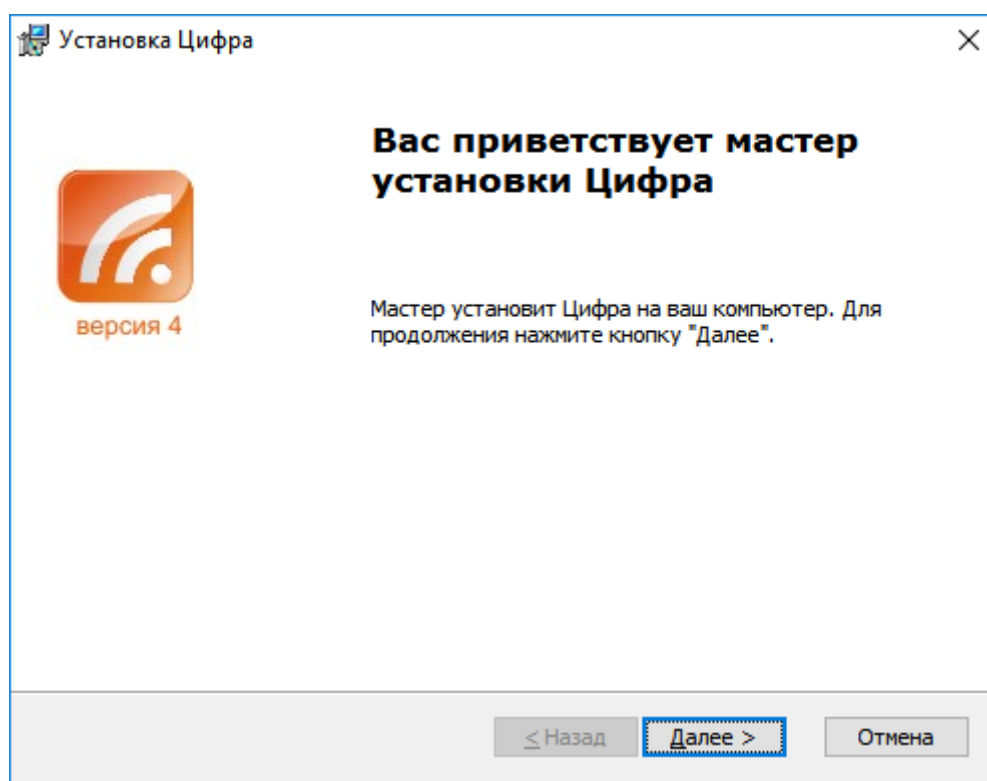 Установка Цифра
Вас приветствует мастер
установки Цифра
версия 4
Мастер установит Цифра на ваш компьютер. Для
продолжения нажмите кнопку "Далее".
< Назад
Далее >
Отмена